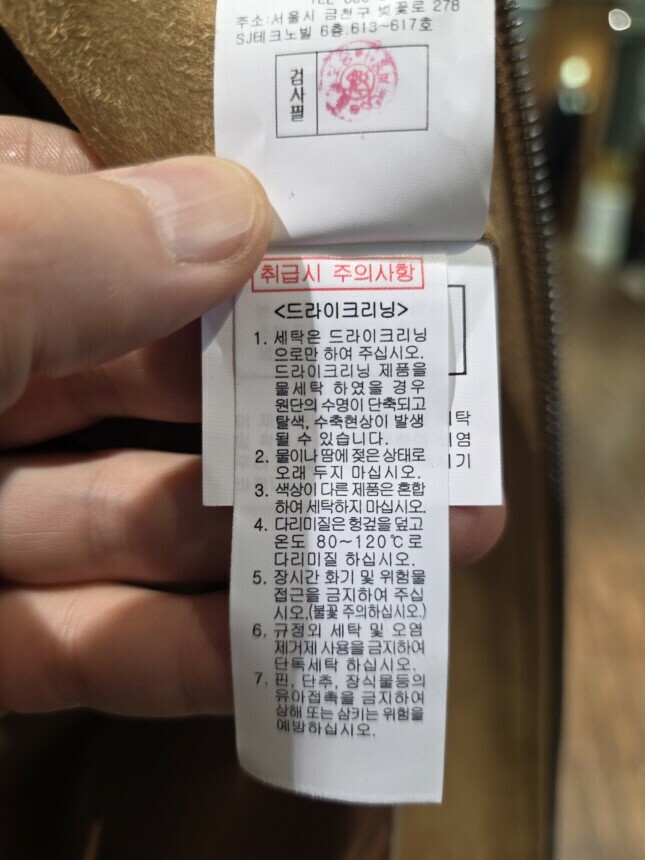 주소:서울시 금천구 벚꽃로 278
SJ테크노빌 6층.613~617호
검사필
취급시 주의사항
<드라이크리닝>
1. 세탁은 드라이크리닝
으로만 하여 주십시오.
드라이크리닝 제품을
물세탁 하였을 경우
원단의 수명이 단축되고
탈색, 수축현상이 발생
될 수 있습니다.
2. 물이나 땀에 젖은 상태로
오래 두지 마십시오.
3. 색상이 다른 제품은 혼합
하여 세탁하지 마십시오.
4. 다리미질은 헝겊을 덮고
온도 80~120℃로
다리미질 하십시오.
5. 장시간 화기 및 위험물
접근을 금지하여 주십
시오.(불꽃 주의하십시오.)
6. 규정외 세탁 및 오염
제거제 사용을 금지하여
단독세탁 하십시오.
7. 핀, 단추, 장식물등의
유아접촉을 금지하여
상해 또는 삼키는 위험을
예방하십시오.